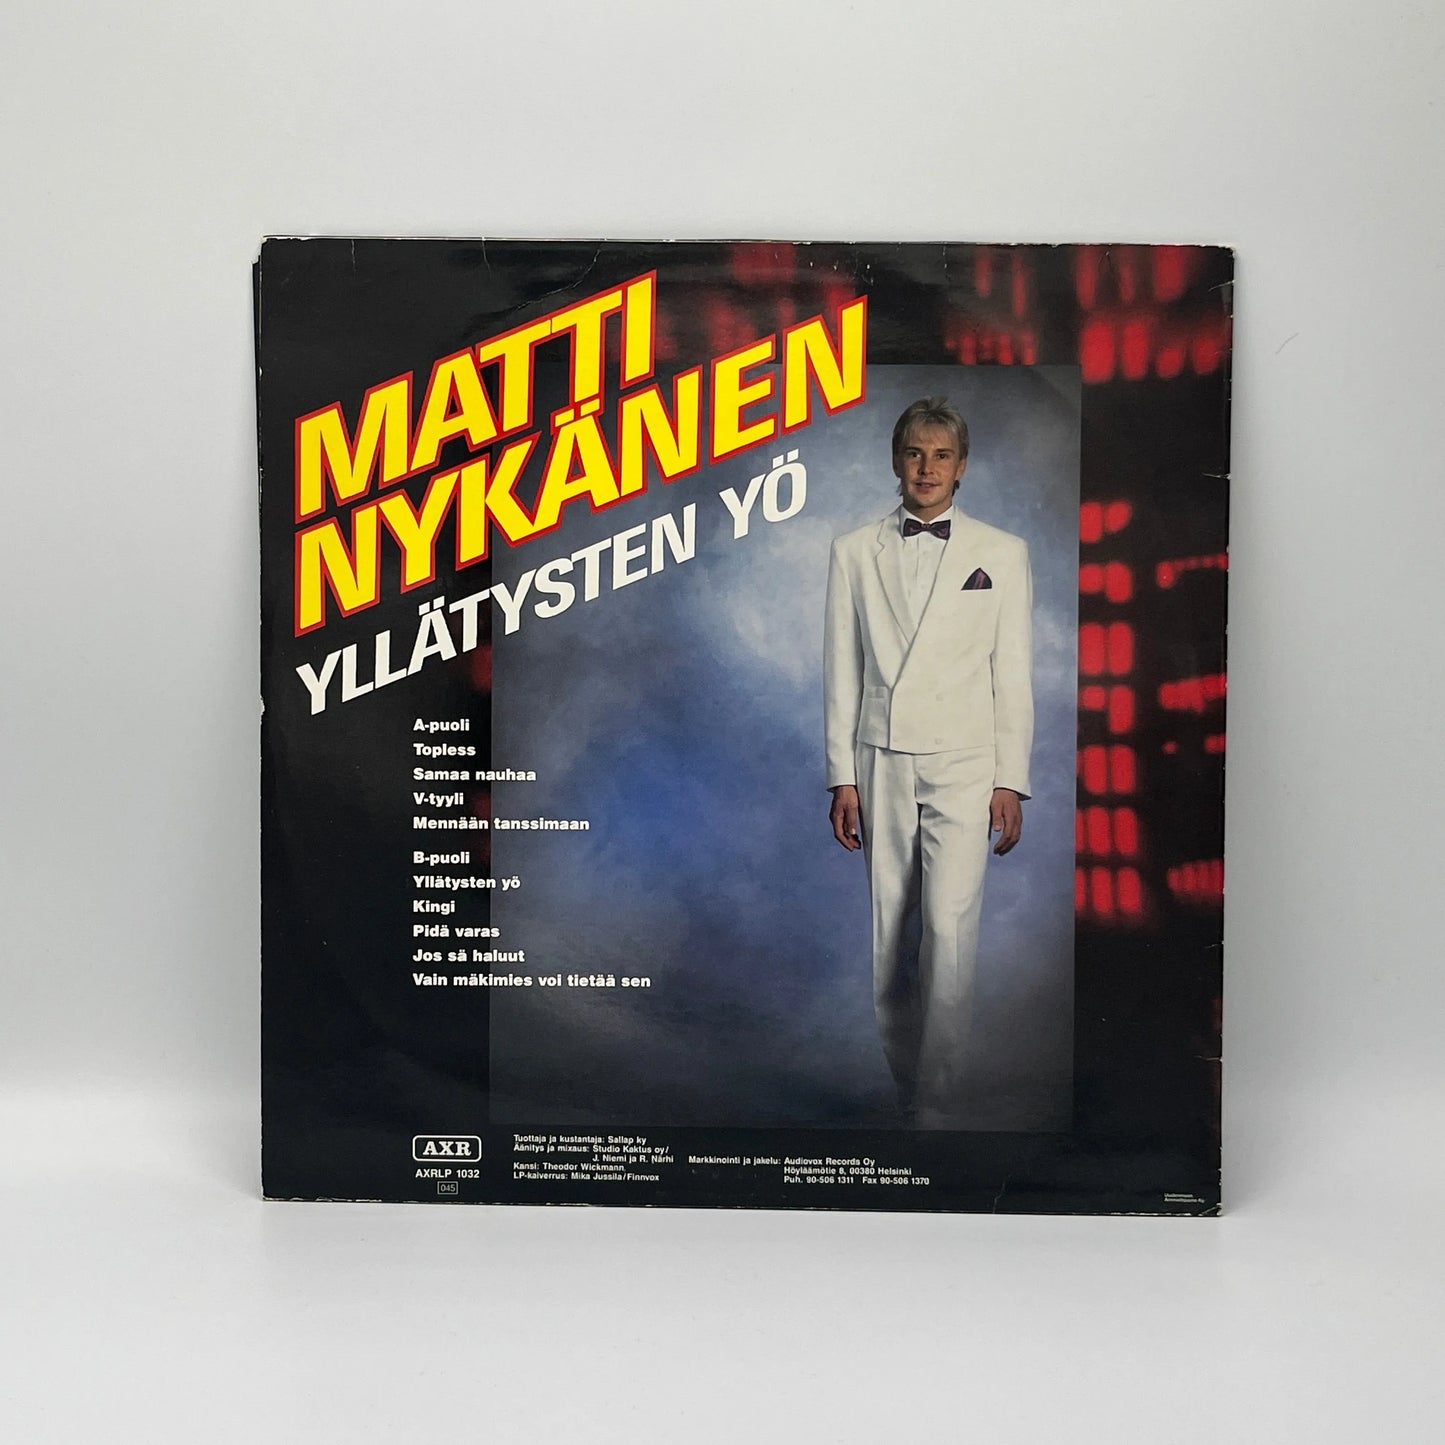 MATTI
NYKÄNEN
YLLÄTYSTEN YÖ
A-puoli
Topless
Samaa nauhaa
V-tyyli
Mennään tanssimaan
B-puoli
Yllätysten yö
Kingi
Pidä varas
Jos sä haluut
Vain mäkimies voi tietää sen
AXR
AXRLP 1032
045
Tuottaja ja kustantaja: Sallap ky
Äänitys ja mixaus: Studio Kaktus oy/
J. Niemi ja R. Närhi
Kansi: Theodor Wickmann
LP-kaiverrus: Mika Jussila/Finnvox
Markkinointi ja jakelu: Audiovox Records Oy
Höyläämötie 8, 00380 Helsinki
Puh. 90-506 1311 Fax 90-506 1370